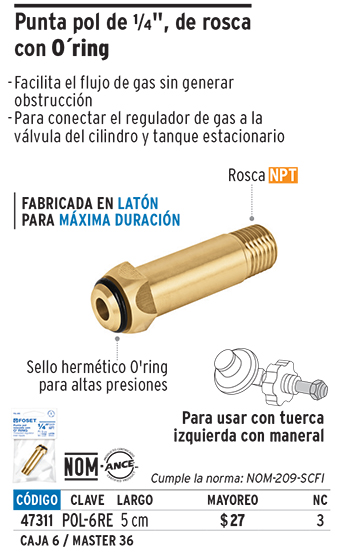 Punta pol de 1/4", de rosca
con O´ring
-Facilita el flujo de gas sin generar
obstrucción
-Para conectar el regulador de gas a la
válvula del cilindro y tanque estacionario
Rosca NPT
FABRICADA EN LATÓN
PARA MÁXIMA DURACIÓN
Sello hermético O'ring
para altas presiones
Para usar con tuerca
izquierda con maneral
FOSET
1/4"
NOM ANCE
Cumple la norma: NOM-209-SCFI
CÓDIGO CLAVE LARGO MAYOREO NC
47311 POL-6RE 5 cm $27 3
CAJA 6 / MASTER 36